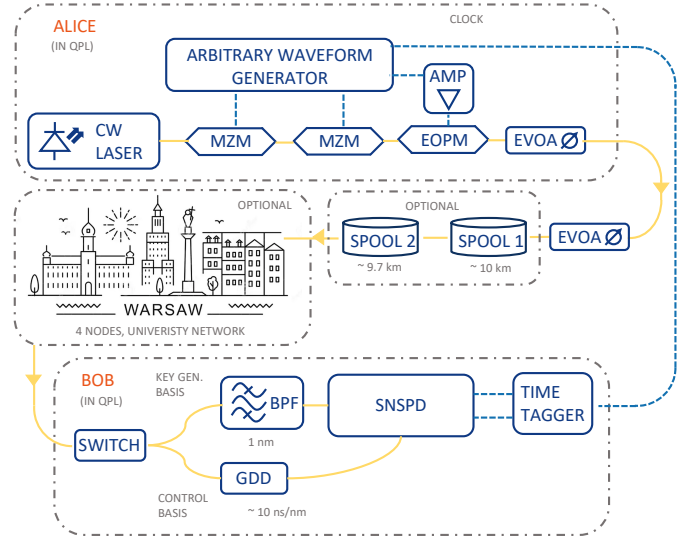 CLOCK
ALICE
(IN QPL)
ARBITRARY WAVEFORM
GENERATOR
AMP
CW
LASER
MZM
MZM
EOPM
EVOA
OPTIONAL
OPTIONAL
SPOOL 2
SPOOL 1
EVOA
~ 9.7 km
~ 10 km
WARSAW
4 NODES, UNIVERISTY NETWORK
BOB
(IN QPL)
KEY GEN.
BASIS
BPF
1 nm
SNSPD
TIME
TAGGER
SWITCH
GDD
CONTROL
BASIS
~ 10 ns/nm